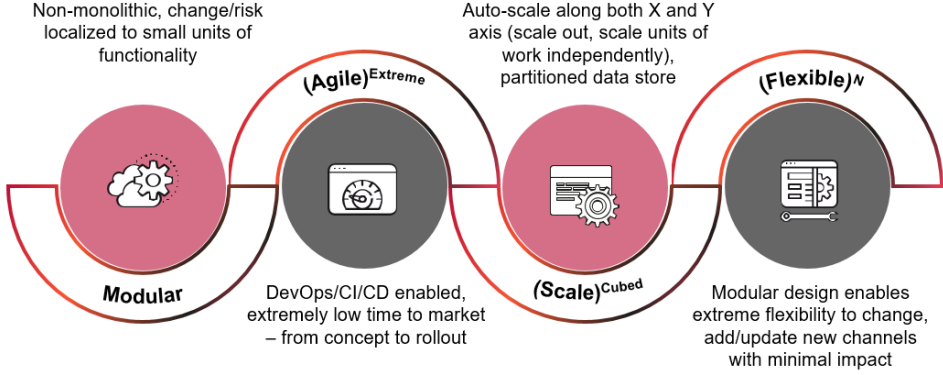 Non-monolithic, change/risk
localized to small units of
functionality
Modular
(Agile)Extreme
DevOps/CI/CD enabled,
extremely low time to market
– from concept to rollout
Auto-scale along both X and Y
axis (scale out, scale units of
work independently),
partitioned data store
(Scale)Cubed
(Flexible)N
Modular design enables
extreme flexibility to change,
add/update new channels
with minimal impact